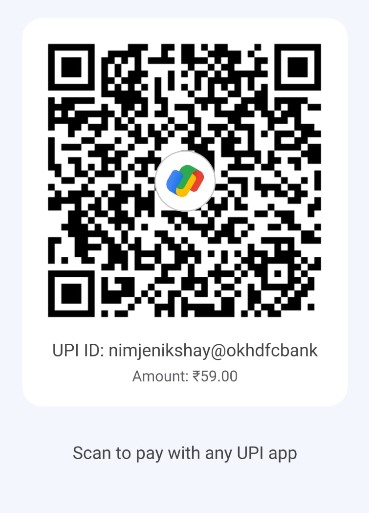 UPI ID: nimjenikshay@okhdfcbank
Amount: ₹59.00
Scan to pay with any UPI app